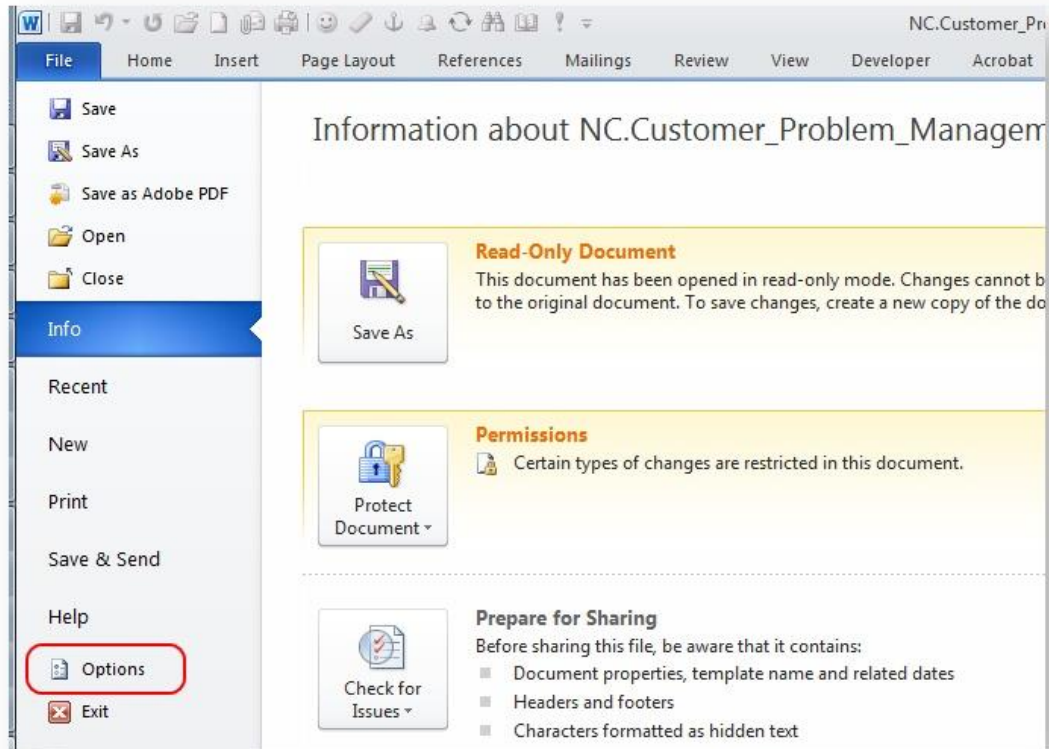 W
NC.Customer_Pr
File Home Insert Page Layout References Mailings Review View Developer Acrobat
Save
Save As
Save as Adobe PDF
Open
Close
Info
Recent
New
Print
Save & Send
Help
Options
Exit
Information about NC.Customer_Problem_Managem
Save As
Read-Only Document
This document has been opened in read-only mode. Changes cannot b
to the original document. To save changes, create a new copy of the do
Protect
Document
Permissions
Certain types of changes are restricted in this document.
Check for
Issues
Prepare for Sharing
Before sharing this file, be aware that it contains:
Document properties, template name and related dates
Headers and footers
Characters formatted as hidden text